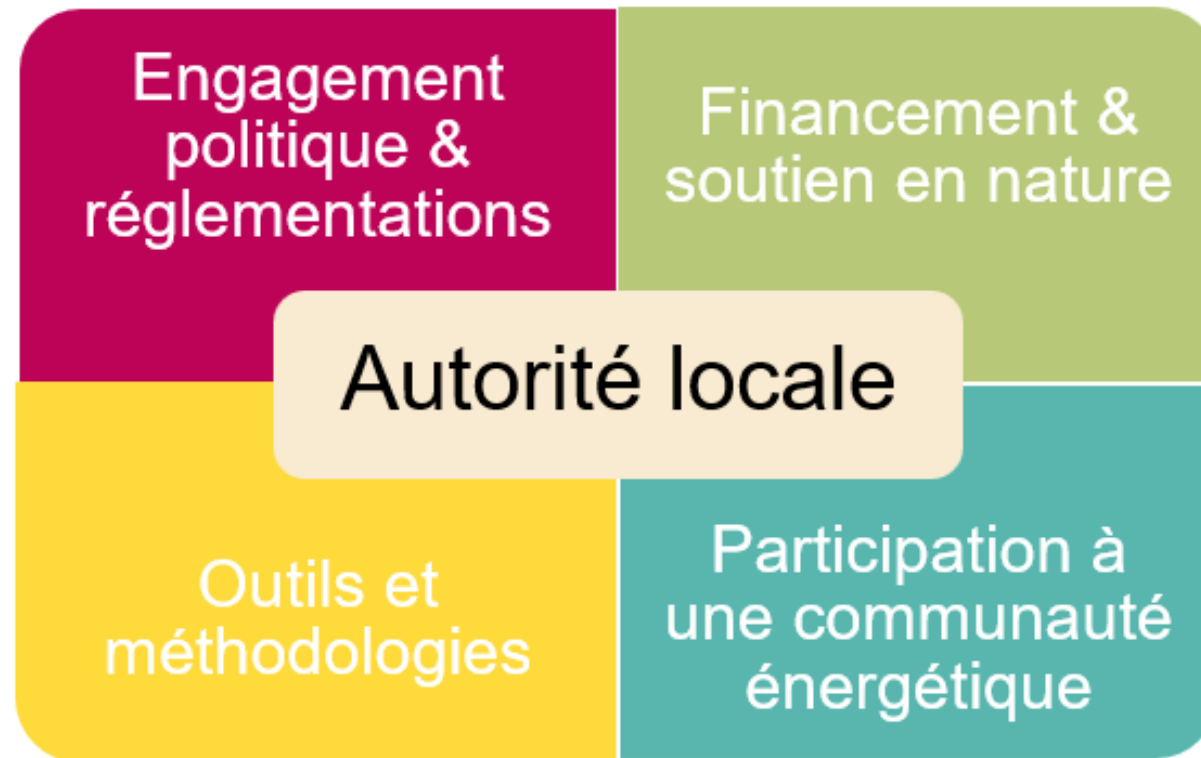 Engagement
politique &
réglementations
Financement &
soutien en nature
Autorité locale
Outils et
méthodologies
Participation à
une communauté
énergétique